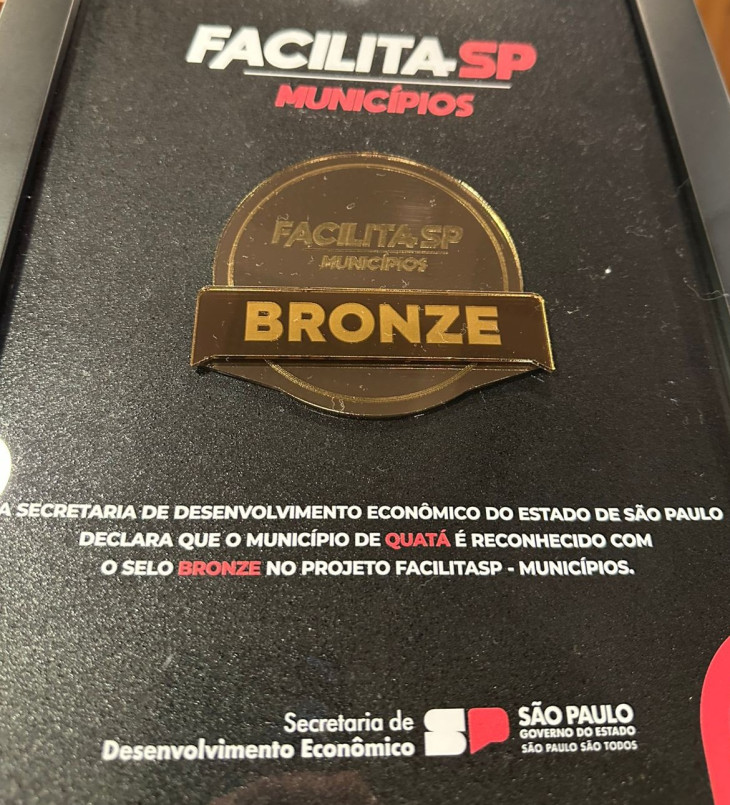 FACILITA SP
MUNICÍPIOS
FACILITA SP
MUNICÍPIOS
BRONZE
A SECRETARIA DE DESENVOLVIMENTO ECONÔMICO DO ESTADO DE SÃO PAULO
DECLARA QUE O MUNICÍPIO DE QUATÁ É RECONHECIDO COM
O SELO BRONZE NO PROJETO FACILITASP - MUNICÍPIOS.
Secretaria de
Desenvolvimento Econômico
SP
SÃO PAULO
GOVERNO DO ESTADO
SÃO PAULO SÃO TODOS